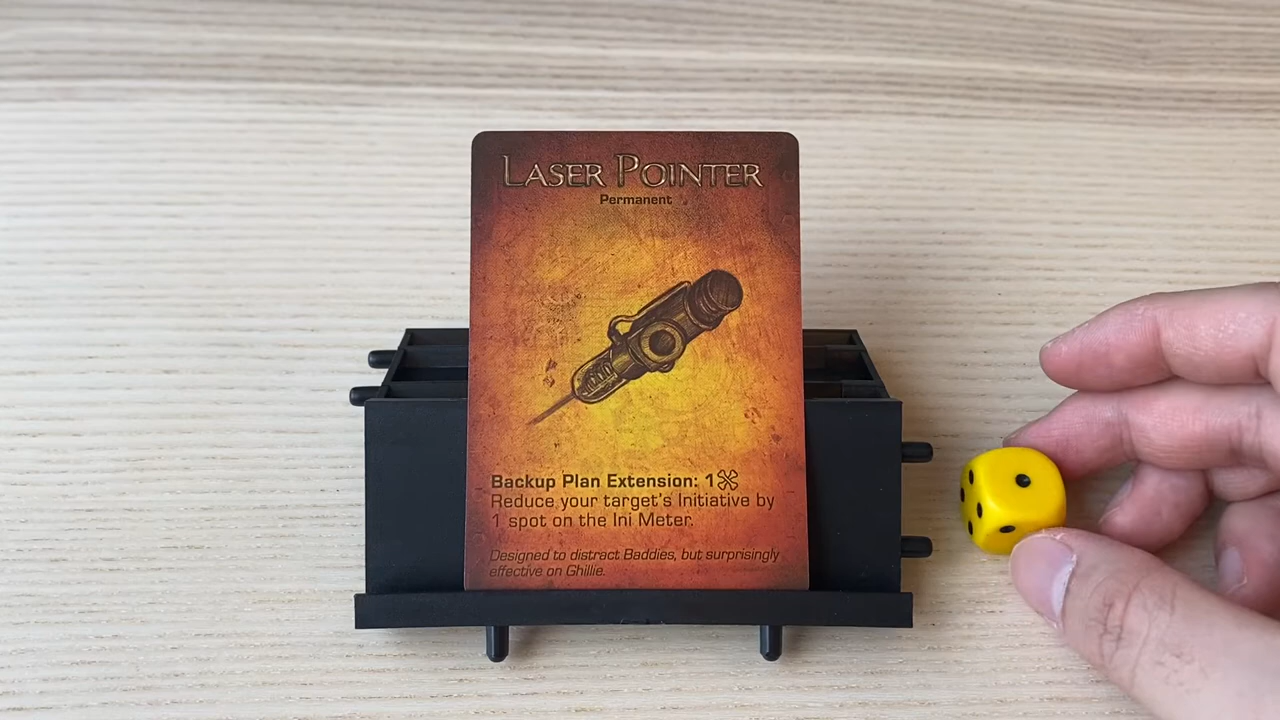 LASER POINTER
Permanent
Backup Plan Extension: 1
Reduce your target's Initiative by
1 spot on the Ini Meter.
Designed to distract Baddies, but surprisingly
effective on Ghillie.